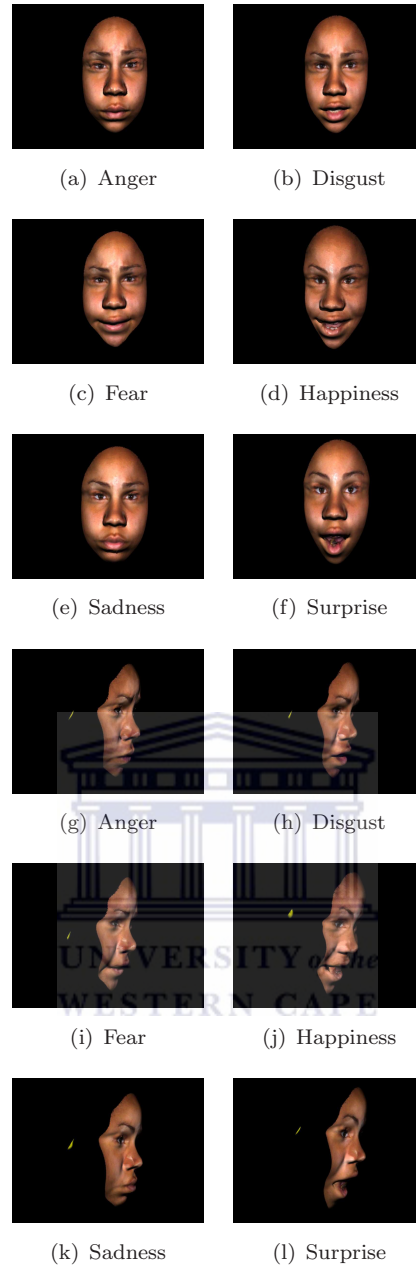 (a) Anger
(b) Disgust
(c) Fear
(d) Happiness
(e) Sadness
(f) Surprise
(g) Anger
(h) Disgust
UNIVERSITY of the
WESTERN CAPE
(i) Fear
(j) Happiness
(k) Sadness
(l) Surprise